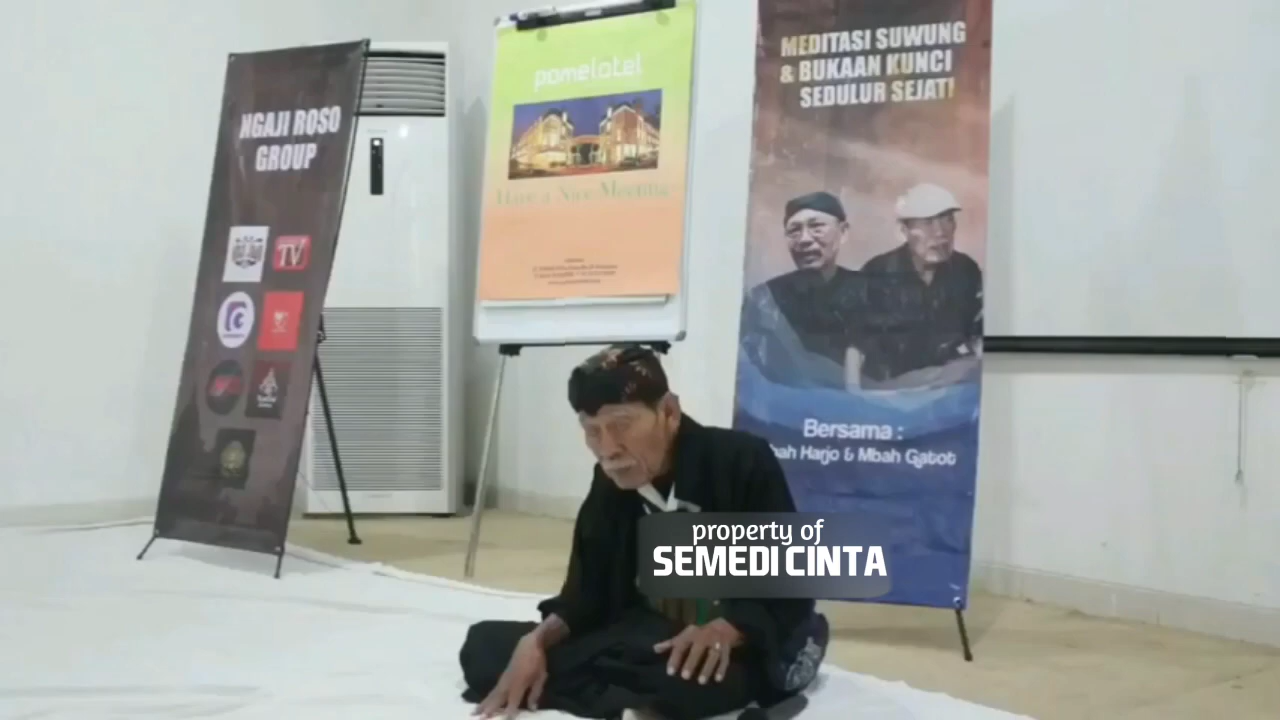 NGAJI ROSO
GROUP
TV
pomelotel
Have a Nice Meeting
MEDITASI SUWUNG
& BUKAAN KUNCI
SEDULUR SEJATI
Bersama :
bah Harjo & Mbah Gatot
property of
SEMEDI CINTA